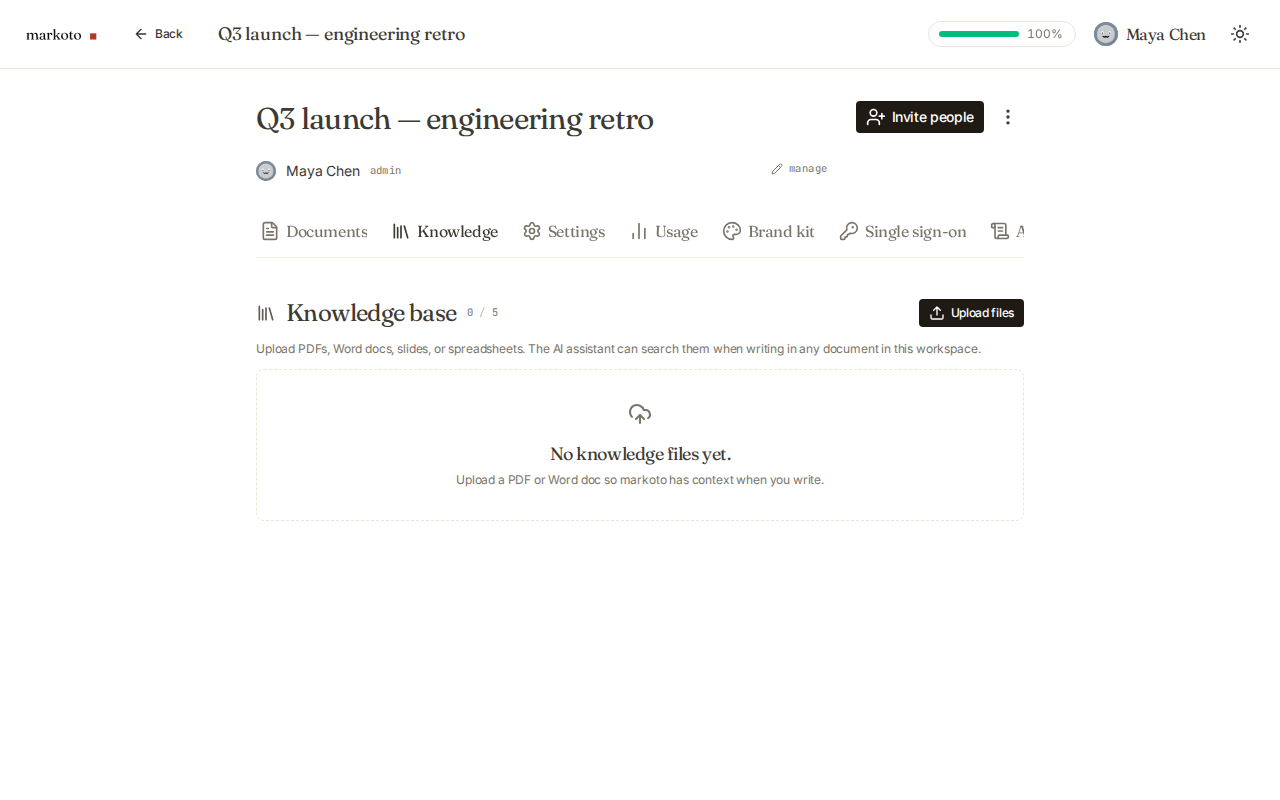 markoto
Back
Q3 launch — engineering retro
100%
Maya Chen
Q3 launch — engineering retro
Invite people
Maya Chen admin
manage
Documents
Knowledge
Settings
Usage
Brand kit
Single sign-on
Knowledge base 0 / 5
Upload files
Upload PDFs, Word docs, slides, or spreadsheets. The AI assistant can search them when writing in any document in this workspace.
No knowledge files yet.
Upload a PDF or Word doc so markoto has context when you write.